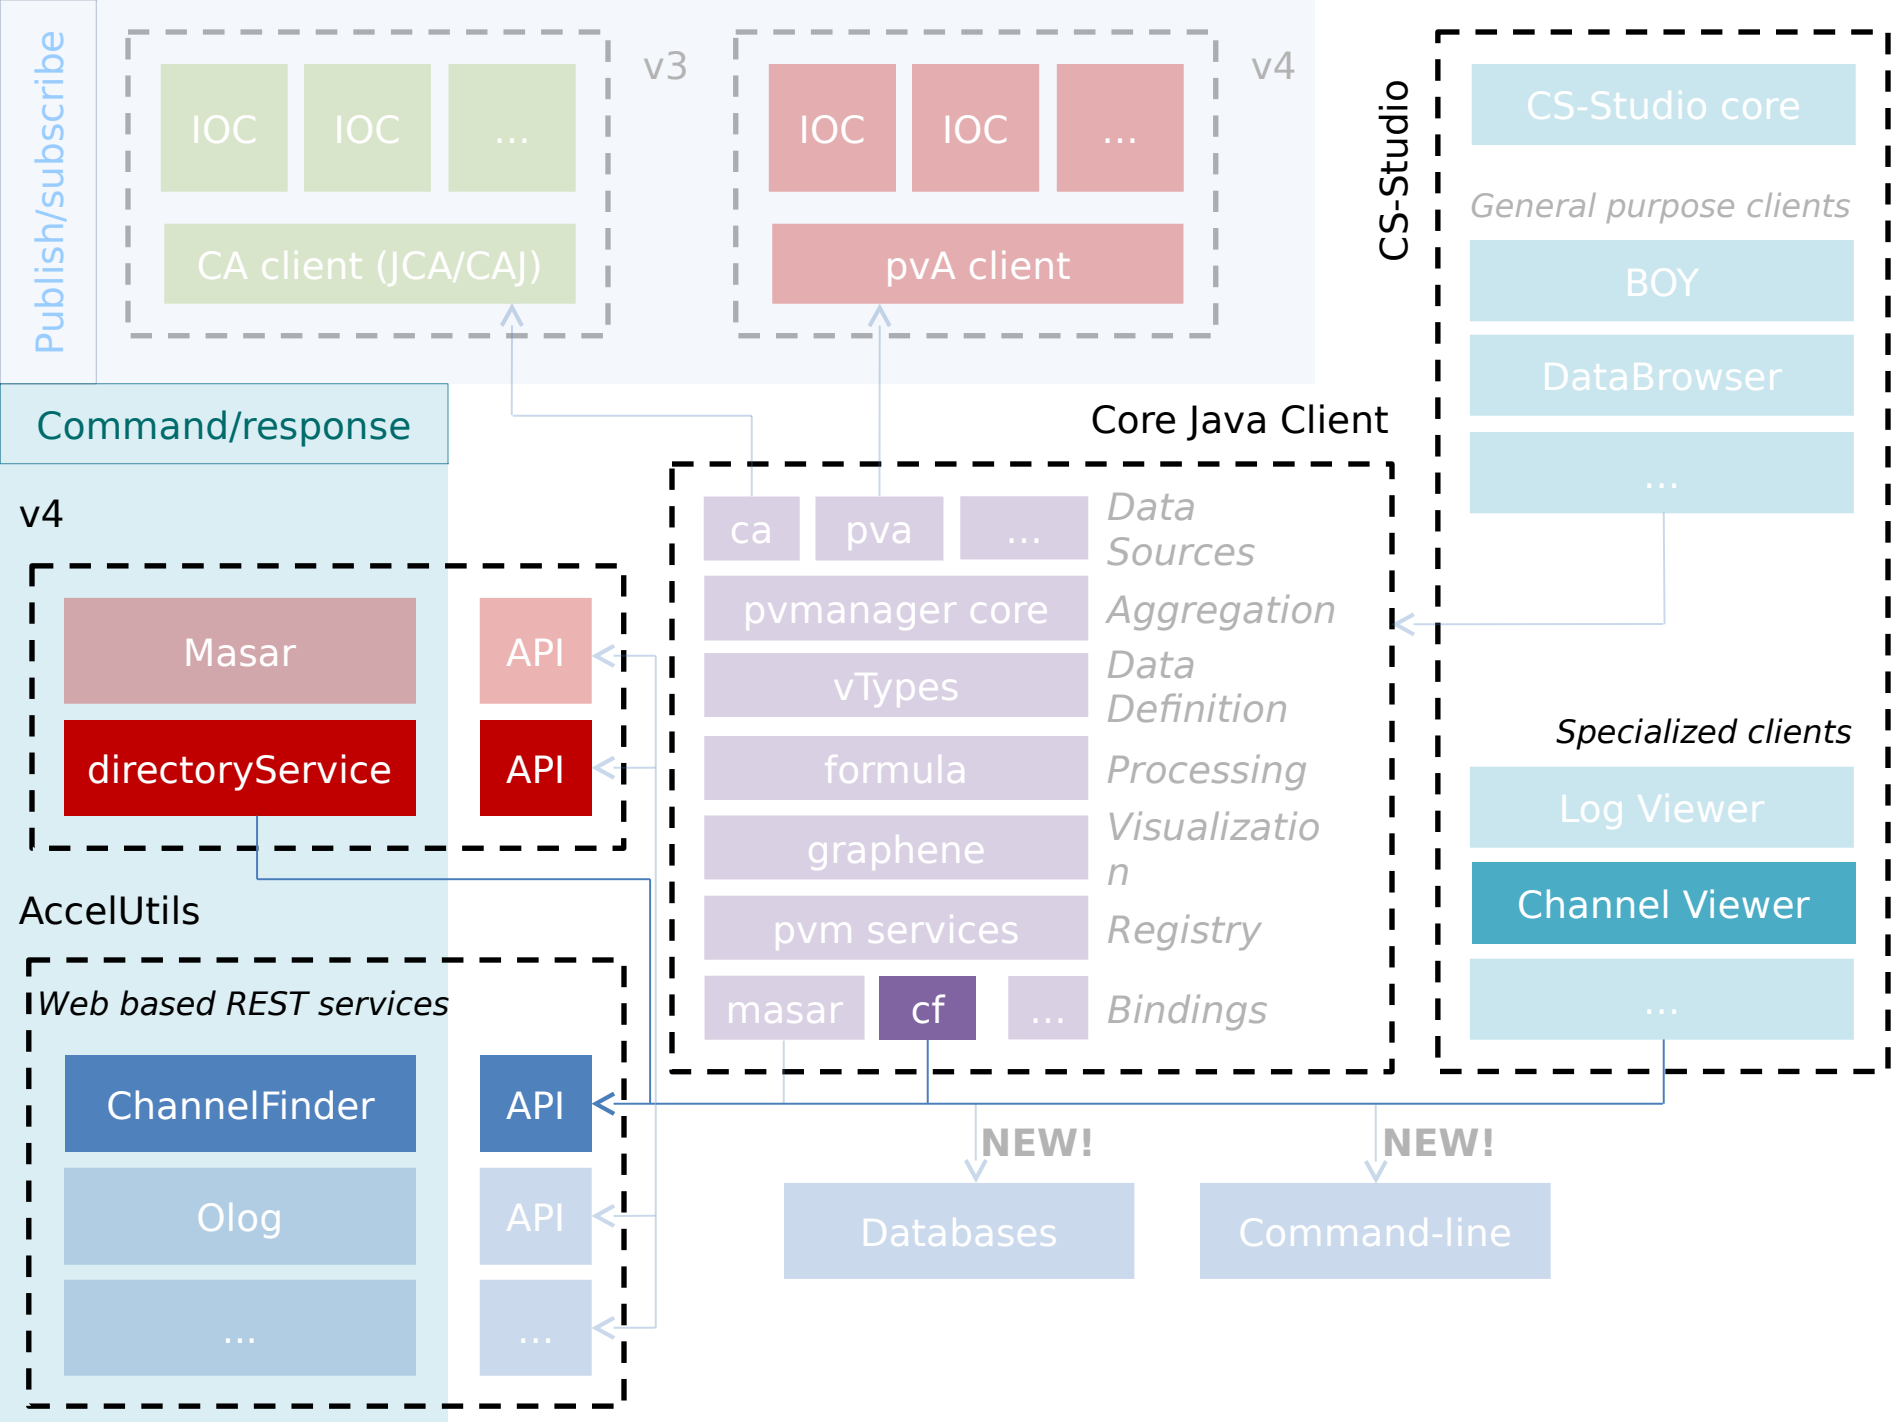 Publish/subscribe
v3
IOC
IOC
...
CA client (JCA/CAJ)
v4
IOC
IOC
...
pvA client
CS-Studio
CS-Studio core
General purpose clients
BOY
DataBrowser
...
Specialized clients
Log Viewer
Channel Viewer
...
Command/response
v4
Masar
API
directoryService
API
AccelUtils
Web based REST services
ChannelFinder
API
Olog
API
...
...
Core Java Client
ca
pva
...
Data
Sources
pvmanager core
Aggregation
vTypes
Data
Definition
formula
Processing
graphene
Visualizatio
n
pvm services
Registry
masar
cf
...
Bindings
NEW!
NEW!
Databases
Command-line